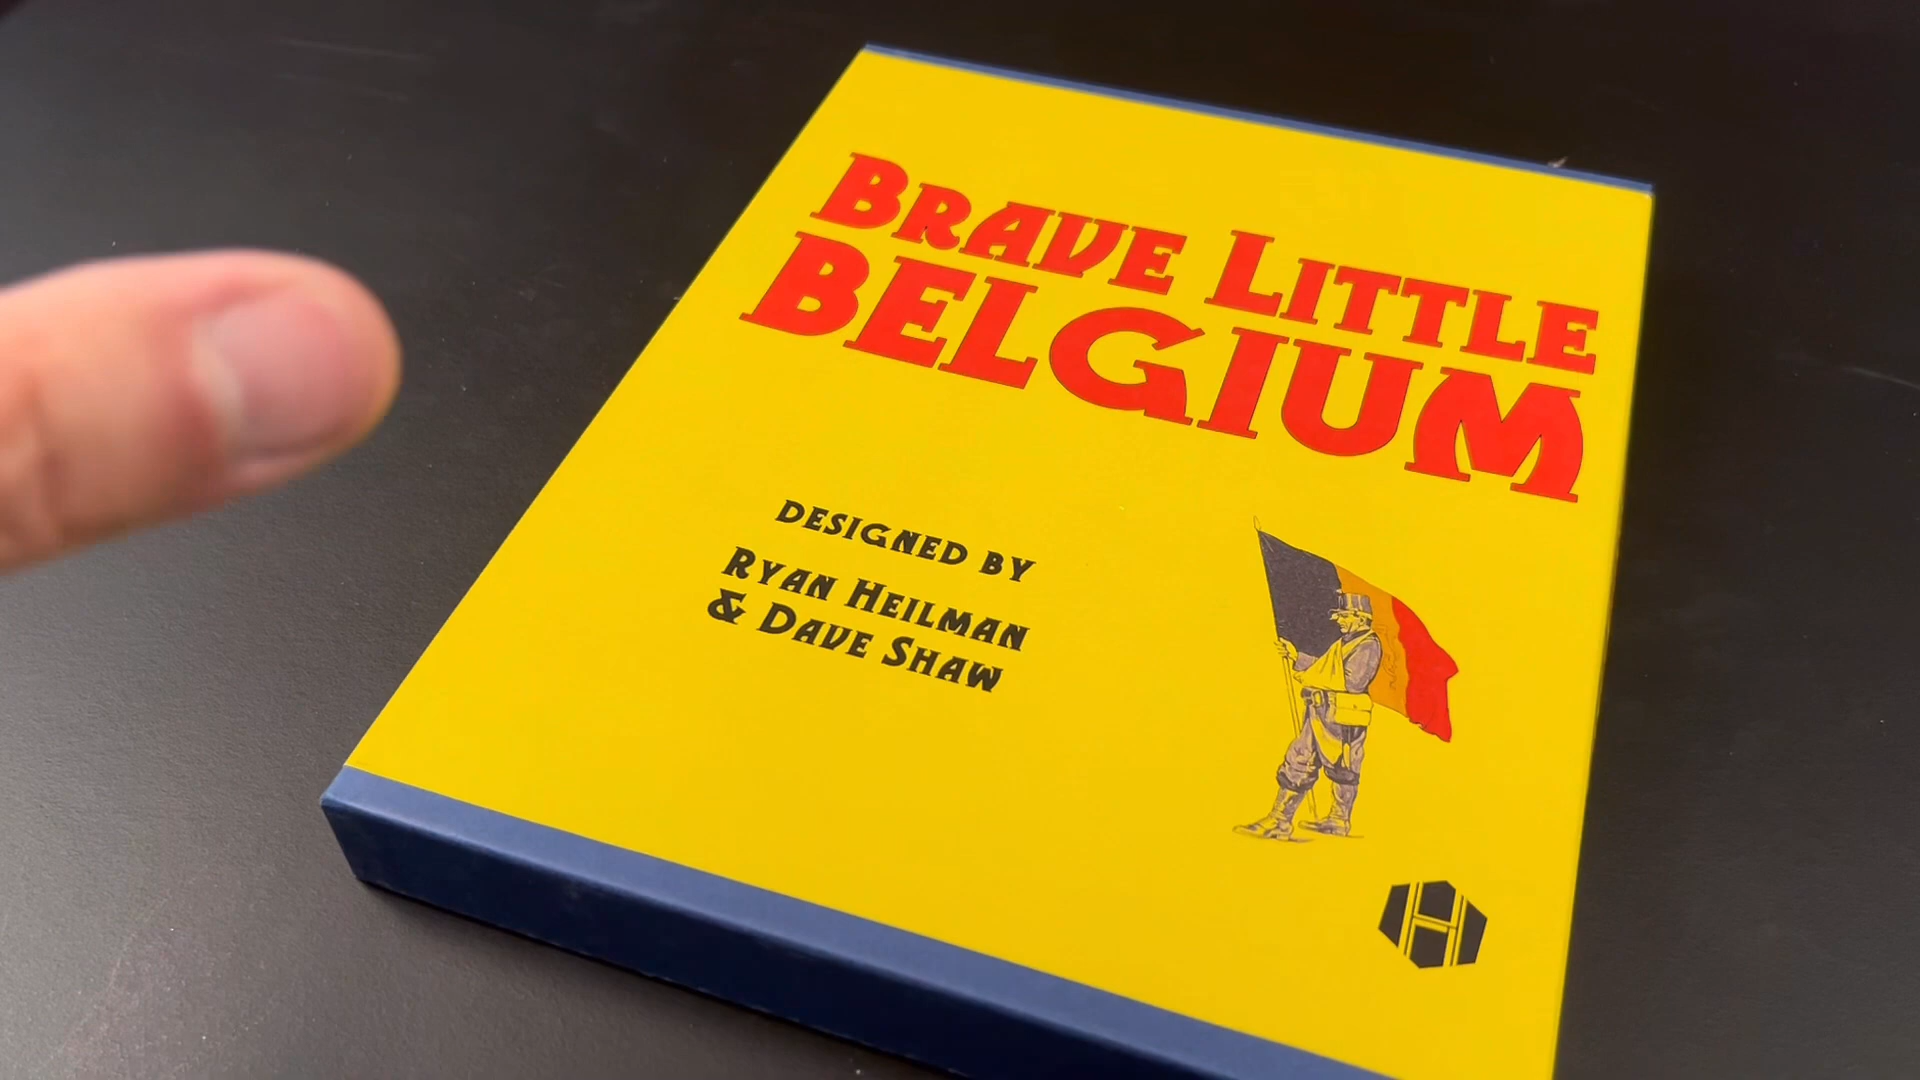 BRAVE LITTLE
BELGIUM
DESIGNED BY
RYAN HEILMAN
& DAVE SHAW
H